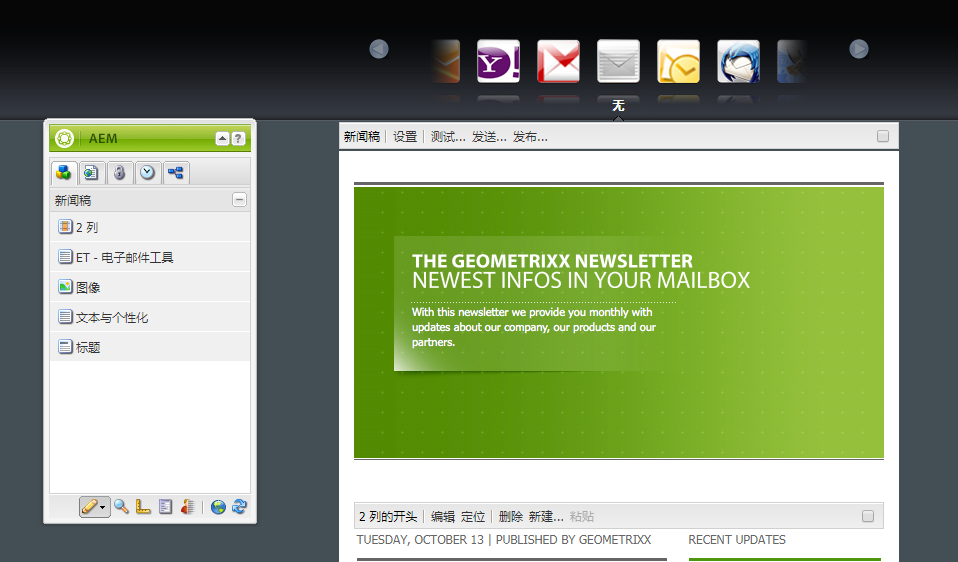 无
AEM
?
新闻稿
2 列
ET - 电子邮件工具
图像
文本与个性化
标题
新闻稿 设置 测试... 发送... 发布...
THE GEOMETRIXX NEWSLETTER
NEWEST INFOS IN YOUR MAILBOX
With this newsletter we provide you monthly with
updates about our company, our products and our
partners.
2 列的开头 编辑 定位 删除 新建... 粘贴
TUESDAY, OCTOBER 13 | PUBLISHED BY GEOMETRIXX
RECENT UPDATES